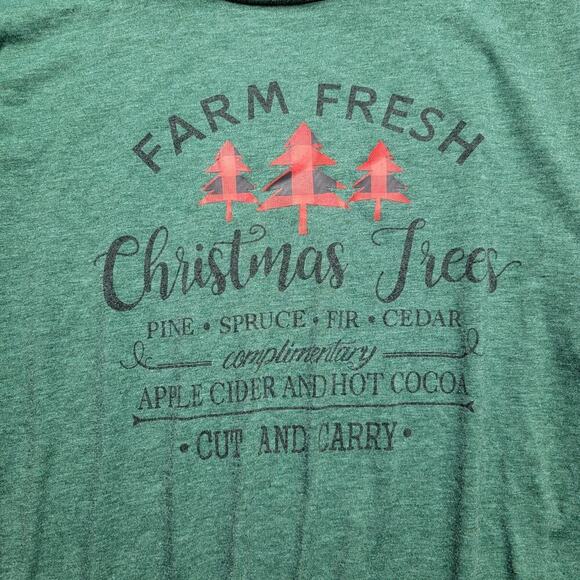 FARM FRESH
Christmas Trees
PINE • SPRUCE • FIR • CEDAR
complimentary
APPLE CIDER AND HOT COCOA
• CUT AND CARRY •